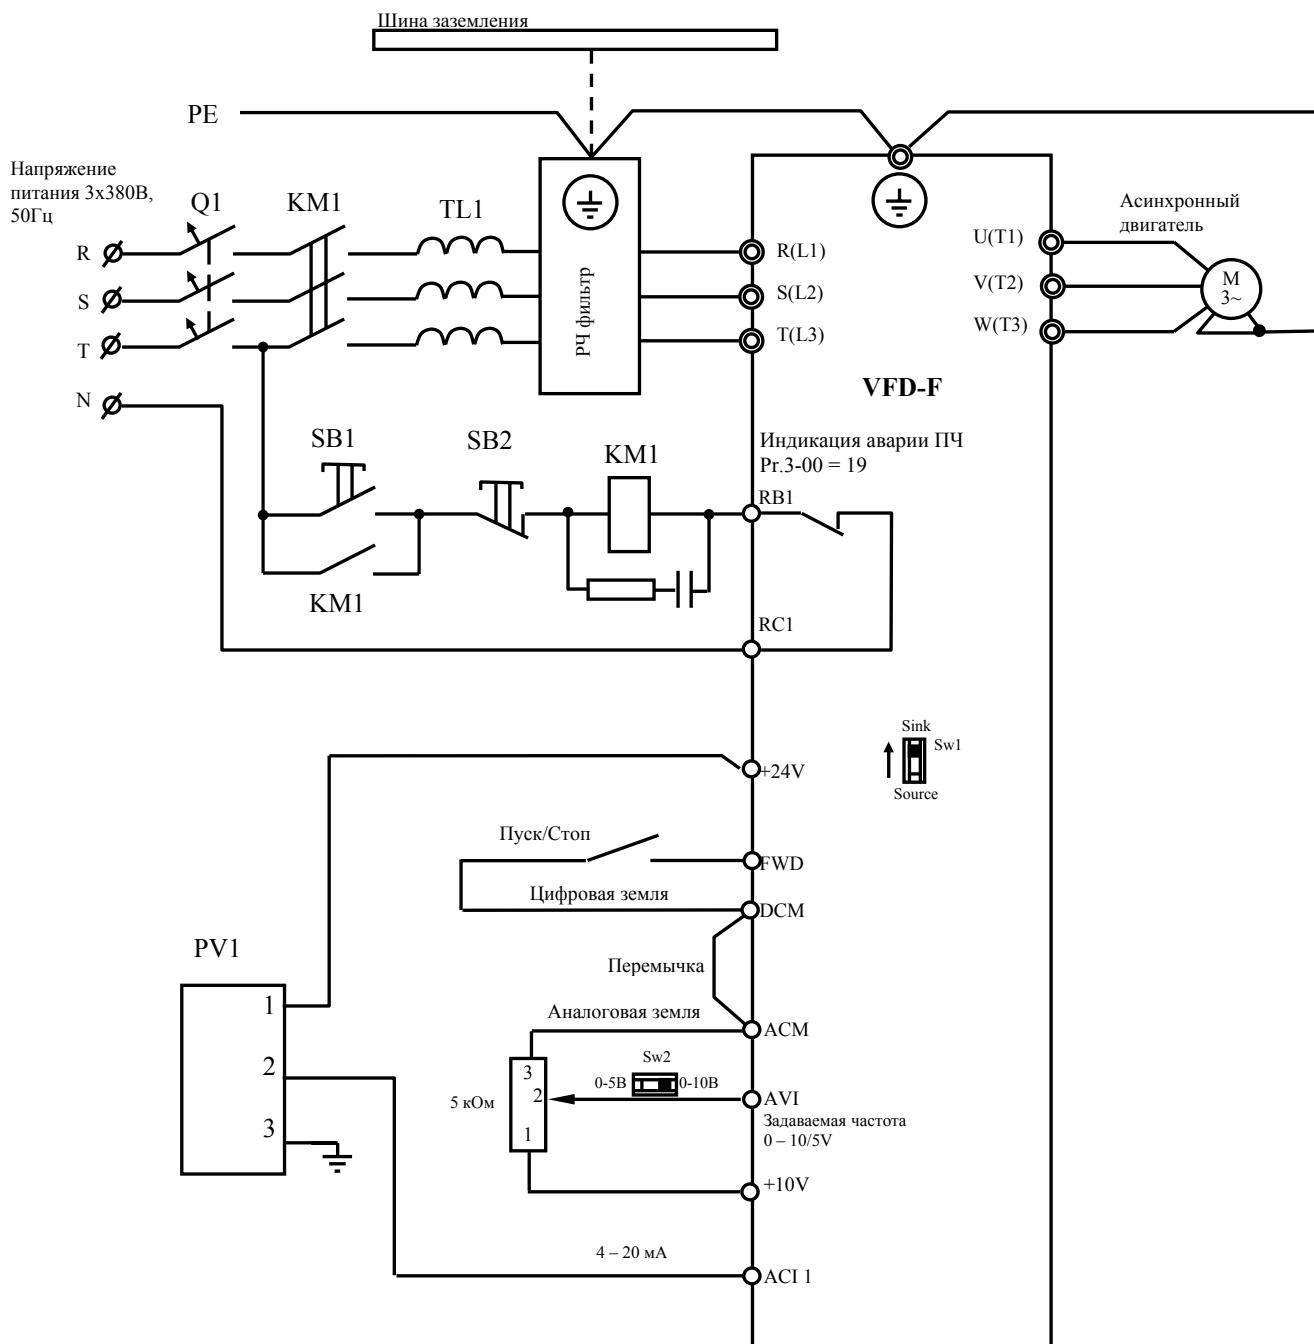 Шина заземления
PE
Напряжение
питания 3х380В,
50Гц
Q1
KM1
TL1
Асинхронный
двигатель
R
S
T
N
РЧ фильтр
R(L1)
S(L2)
T(L3)
U(T1)
V(T2)
W(T3)
M
3~
VFD-F
SB1
SB2
KM1
KM1
Индикация аварии ПЧ
Pr.3-00 = 19
RB1
RC1
Sink
Sw1
Source
+24V
Пуск/Стоп
FWD
Цифровая земля
DCM
PV1
1
2
3
Перемычка
Аналоговая земля
ACM
Sw2
0-5В
0-10В
3
2
1
5 кОм
AVI
Задаваемая частота
0 – 10/5V
+10V
4 – 20 мА
ACI 1